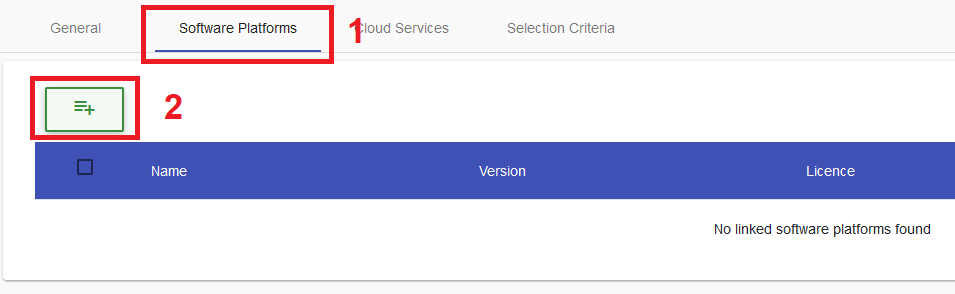 General Software Platforms 1 Cloud Services Selection Criteria
2
Name Version Licence
No linked software platforms found